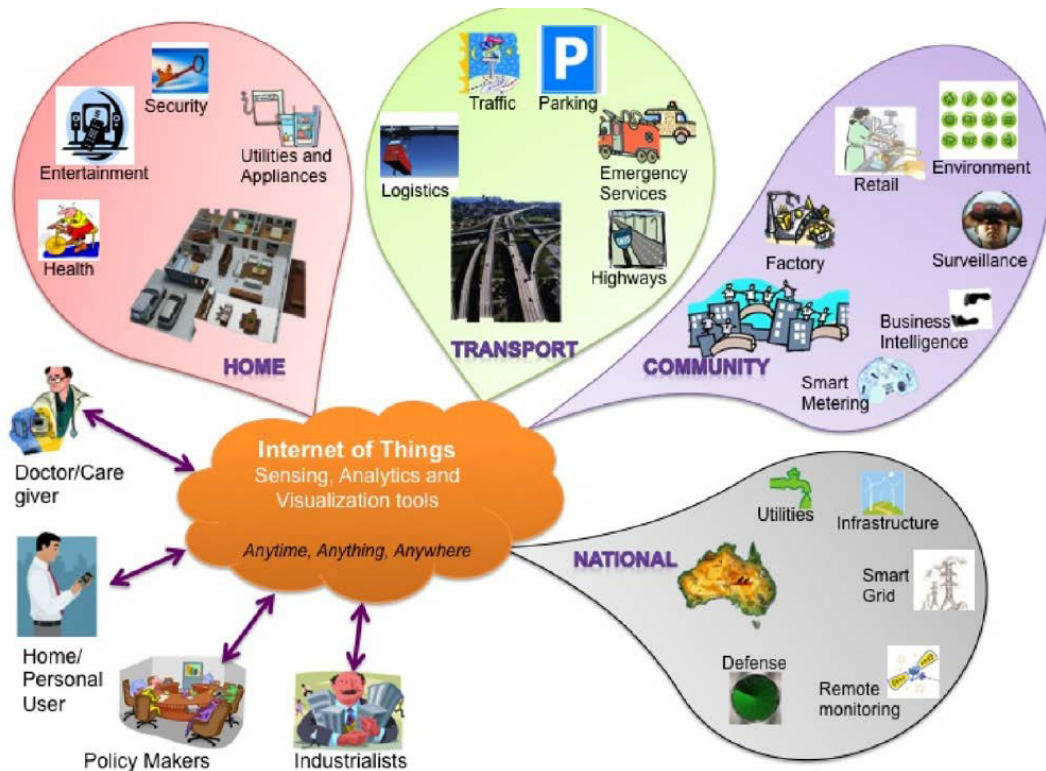 Security
Entertainment
Utilities and
Appliances
Health
HOME
Traffic
P
Parking
Logistics
Emergency
Services
Highways
TRANSPORT
Retail
Environment
Factory
Surveillance
Business
Intelligence
Smart
Metering
COMMUNITY
Internet of Things
Sensing, Analytics and
Visualization tools
Anytime, Anything, Anywhere
Doctor/Care
giver
Home/
Personal
User
Policy Makers
Industrialists
NATIONAL
Utilities
Infrastructure
Smart
Grid
Defense
Remote
monitoring